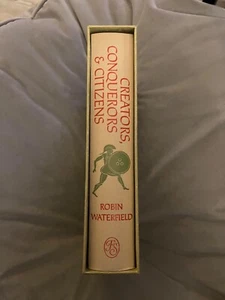 CREATORS,
CONQUERORS
& CITIZENS
ROBIN
WATERFIELD